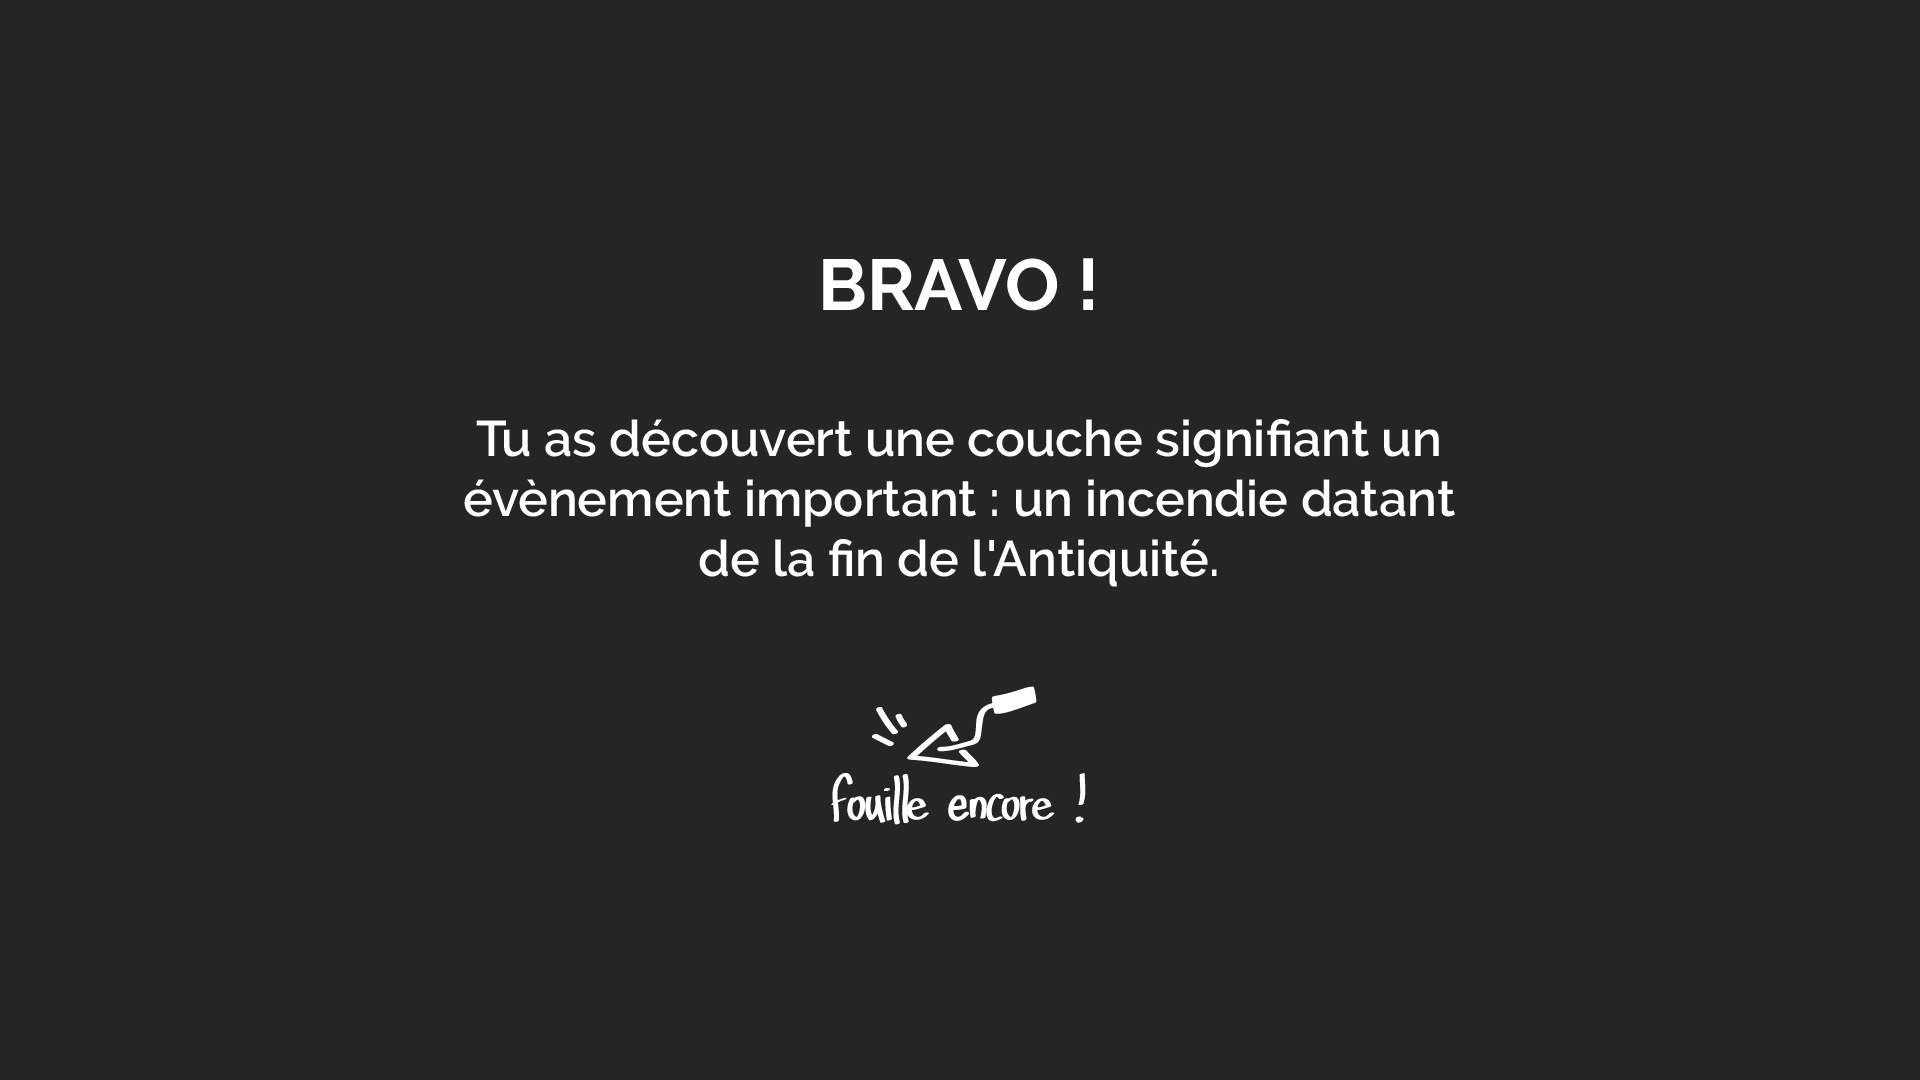 BRAVO !
Tu as découvert une couche signifiant un
évènement important : un incendie datant
de la fin de l'Antiquité.
fouille encore !